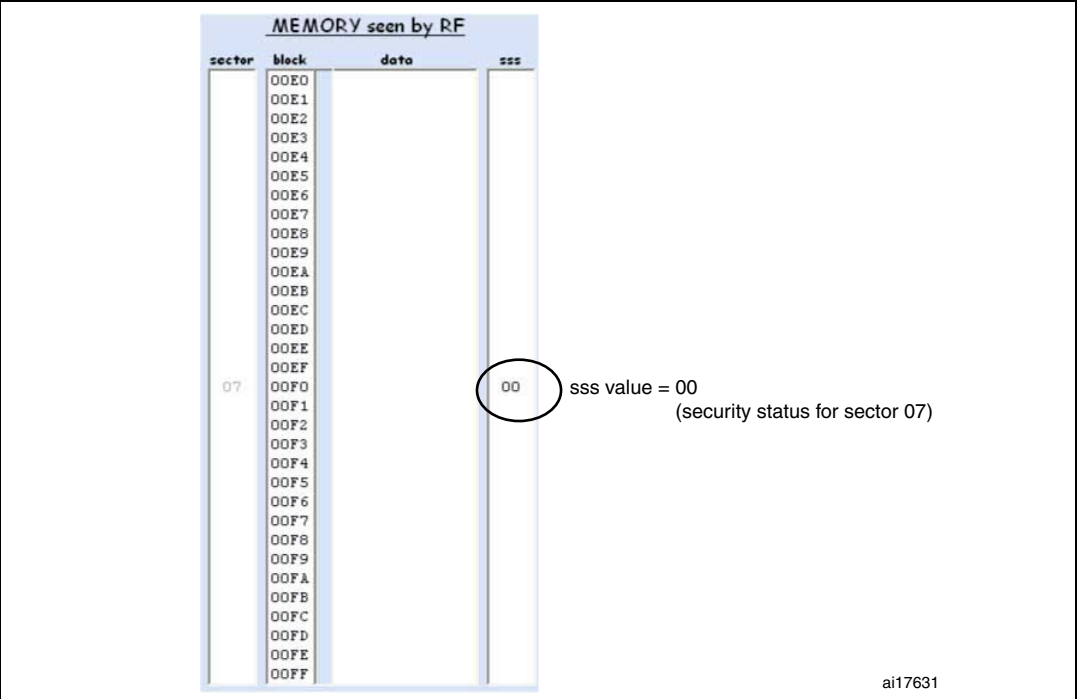 MEMORY seen by RF
sector block data sss
00E0
00E1
00E2
00E3
00E4
00E5
00E6
00E7
00E8
00E9
00EA
00EB
00EC
00ED
00EE
00EF
07 00F0 00 sss value = 00
00F1 (security status for sector 07)
00F2
00F3
00F4
00F5
00F6
00F7
00F8
00F9
00FA
00FB
00FC
00FD
00FE
00FF
ai17631